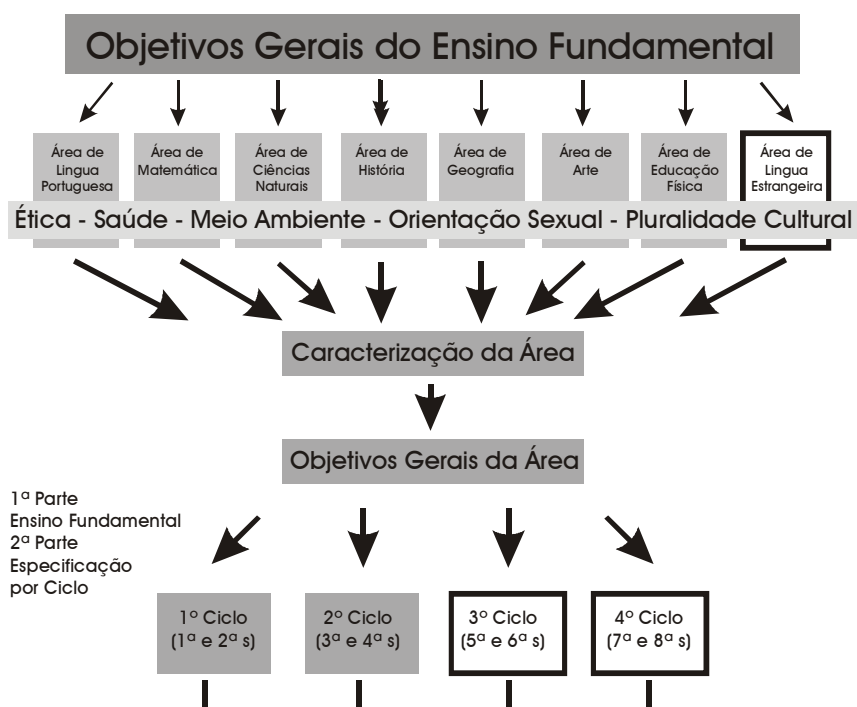 Objetivos Gerais do Ensino Fundamental
Área de
Lingua
Portuguesa
Área de
Matemática
Área de
Ciências
Naturais
Área de
História
Área de
Geografia
Área de
Arte
Área de
Educação
Física
Área de
Lingua
Estrangeira
Ética - Saúde - Meio Ambiente - Orientação Sexual - Pluralidade Cultural
Caracterização da Área
Objetivos Gerais da Área
1ª Parte
Ensino Fundamental
2ª Parte
Especificação
por Ciclo
1º Ciclo
(1ª e 2ª s)
2º Ciclo
(3ª e 4ª s)
3º Ciclo
(5ª e 6ª s)
4º Ciclo
(7ª e 8ª s)